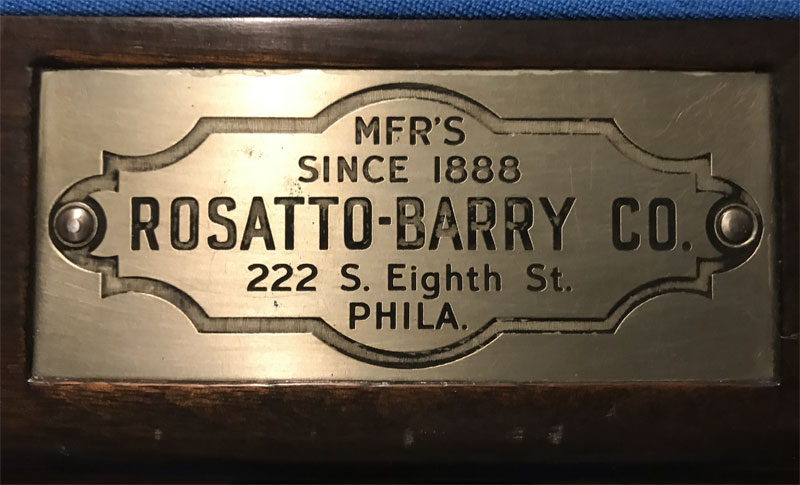 MFR'S
SINCE 1888
ROSATTO-BARRY CO.
222 S. Eighth St.
PHILA.